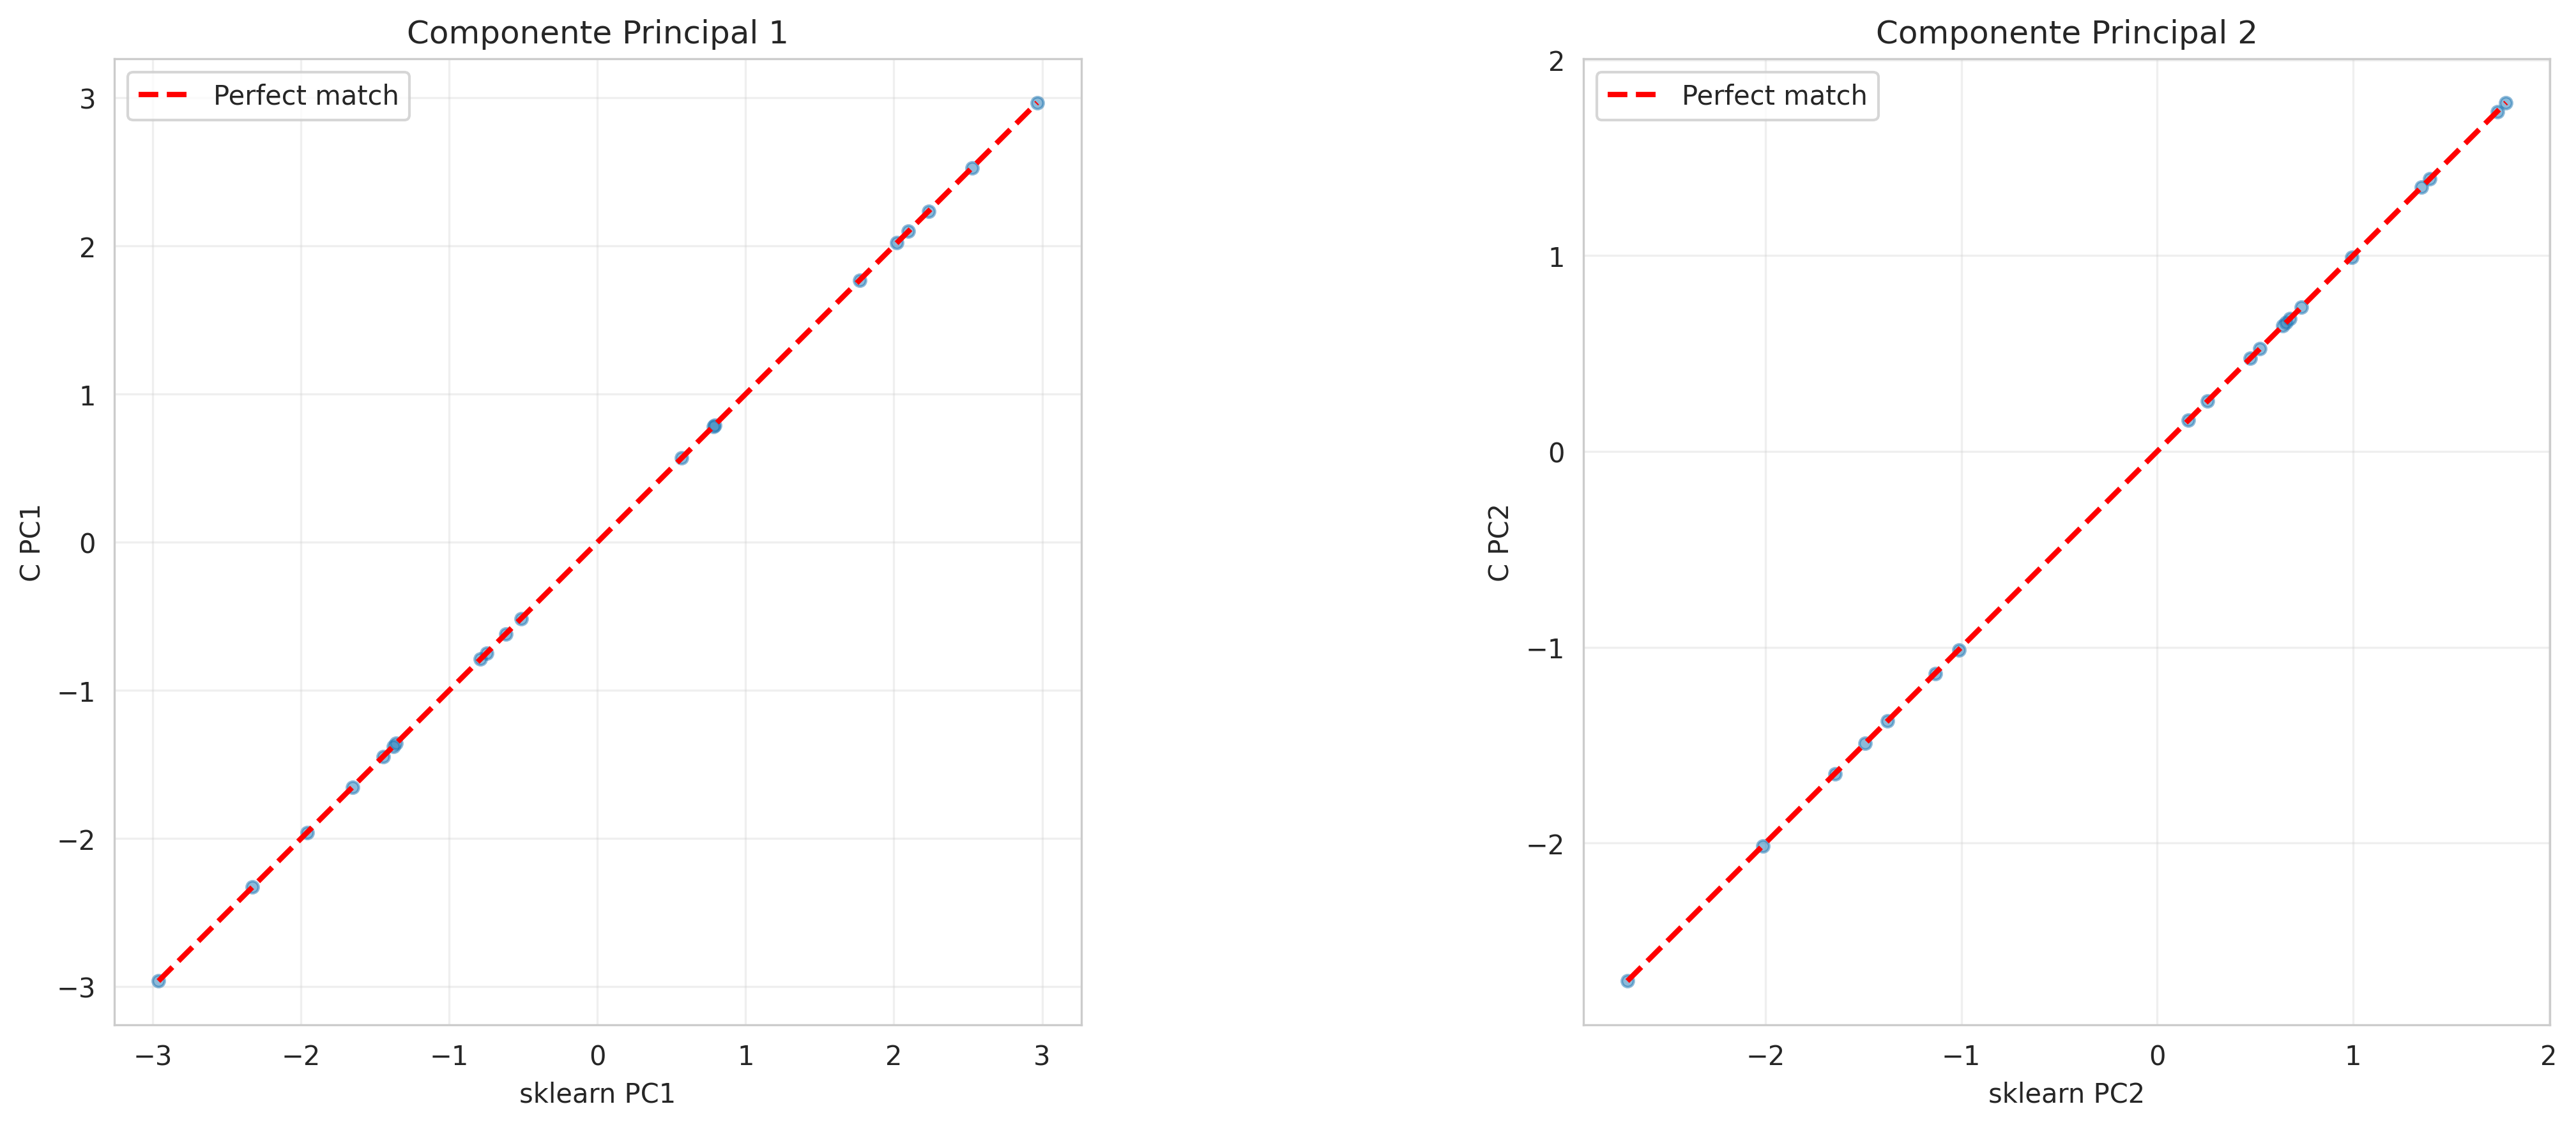 Componente Principal 1
Perfect match
3
2
1
0
−1
−2
−3
C PC1
−3 −2 −1 0 1 2 3
sklearn PC1
Componente Principal 2
Perfect match
2
1
0
−1
−2
C PC2
−2 −1 0 1 2
sklearn PC2